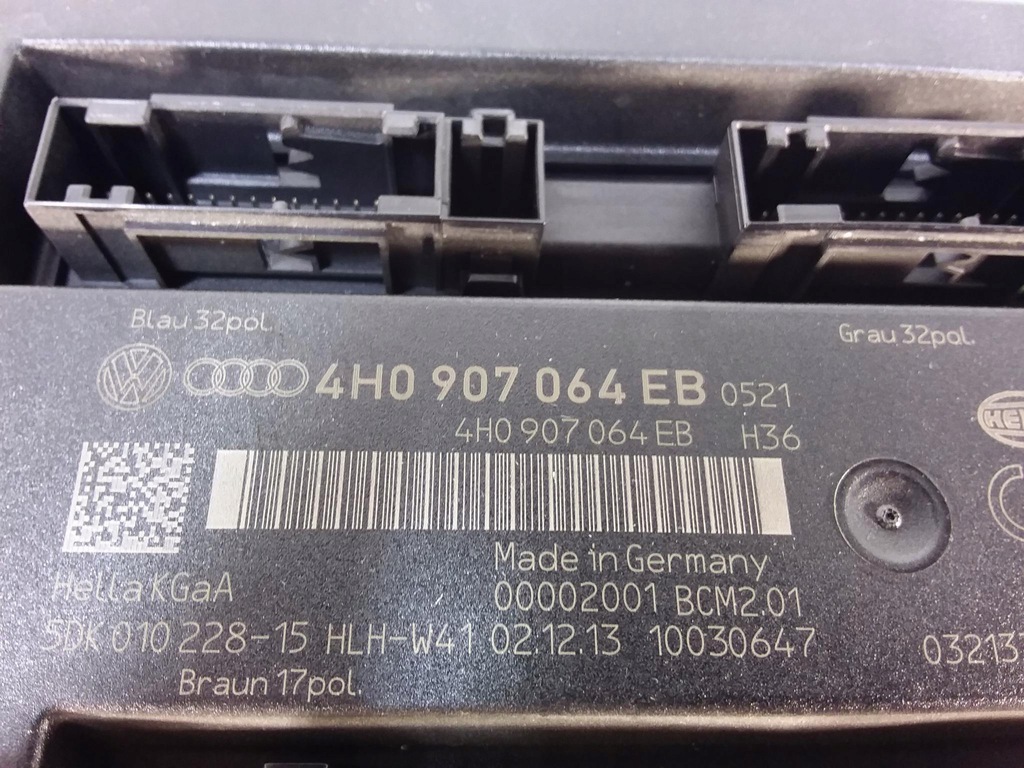 Blau 32pol.
Grau 32pol.
4H0 907 064 EB 0521
4H0 907 064 EB H36
Made in Germany
Hella KGaA
00002001 BCM2.01
5DK 010 228-15 HLH-W41 02.12.13 10030647
Braun 17pol.